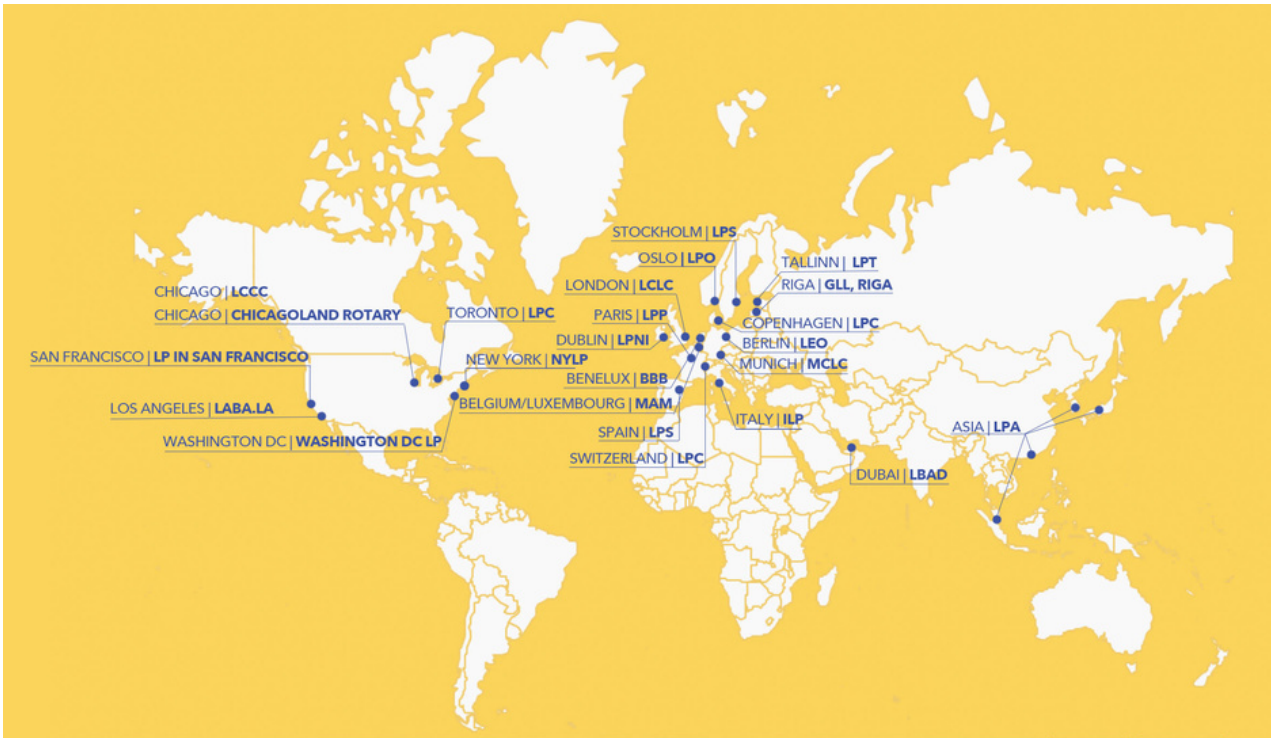 STOCKHOLM | LPS
OSLO | LPO
TALLINN | LPT
LONDON | LCLC
RIGA | GLL, RIGA
CHICAGO | LCCC
CHICAGO | CHICAGOLAND ROTARY
TORONTO | LPC
PARIS | LPP
COPENHAGEN | LPC
DUBLIN | LPNI
BERLIN | LEO
SAN FRANCISCO | LP IN SAN FRANCISCO
NEW YORK | NYLP
MUNICH | MCLC
BENELUX | BBB
LOS ANGELES | LABA.LA
BELGIUM/LUXEMBOURG | MAM
ITALY | ILP
ASIA | LPA
SPAIN | LPS
WASHINGTON DC | WASHINGTON DC LP
SWITZERLAND | LPC
DUBAI | LBAD